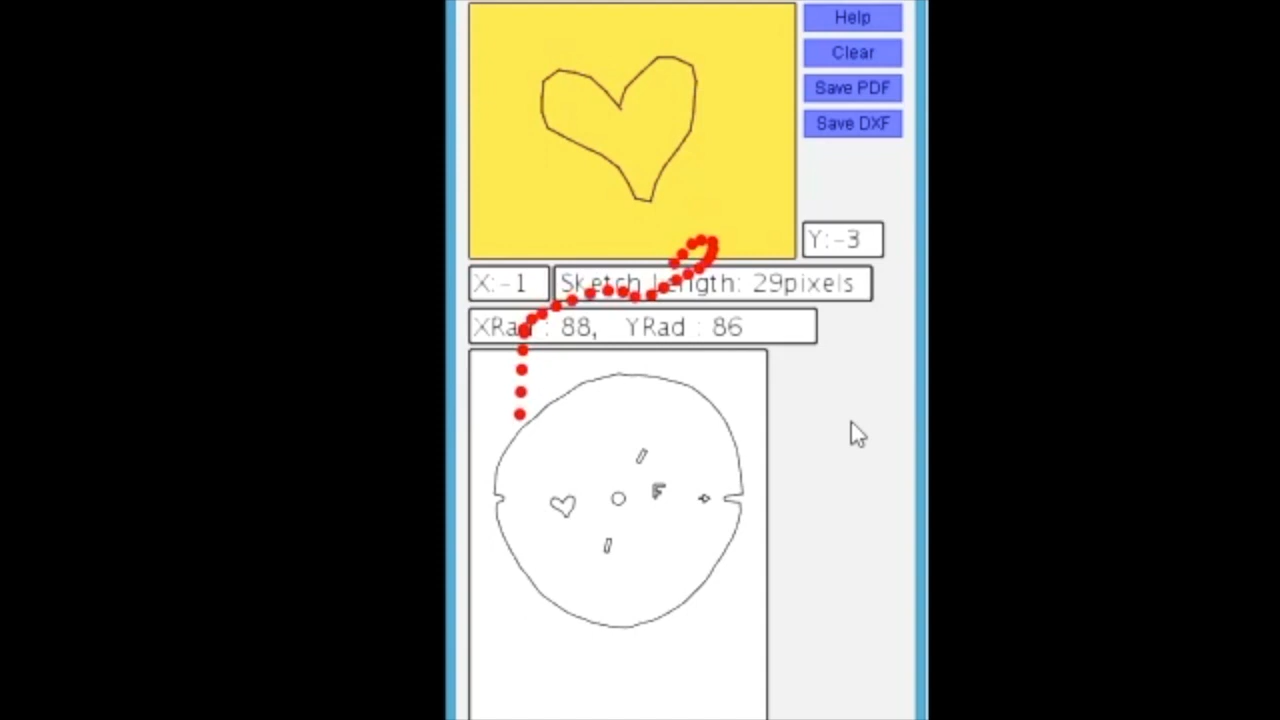 Help
Clear
Save PDF
Save DXF
Y:-3
X:-1
Sketch Length: 29pixels
XRad : 88, YRad : 86
F